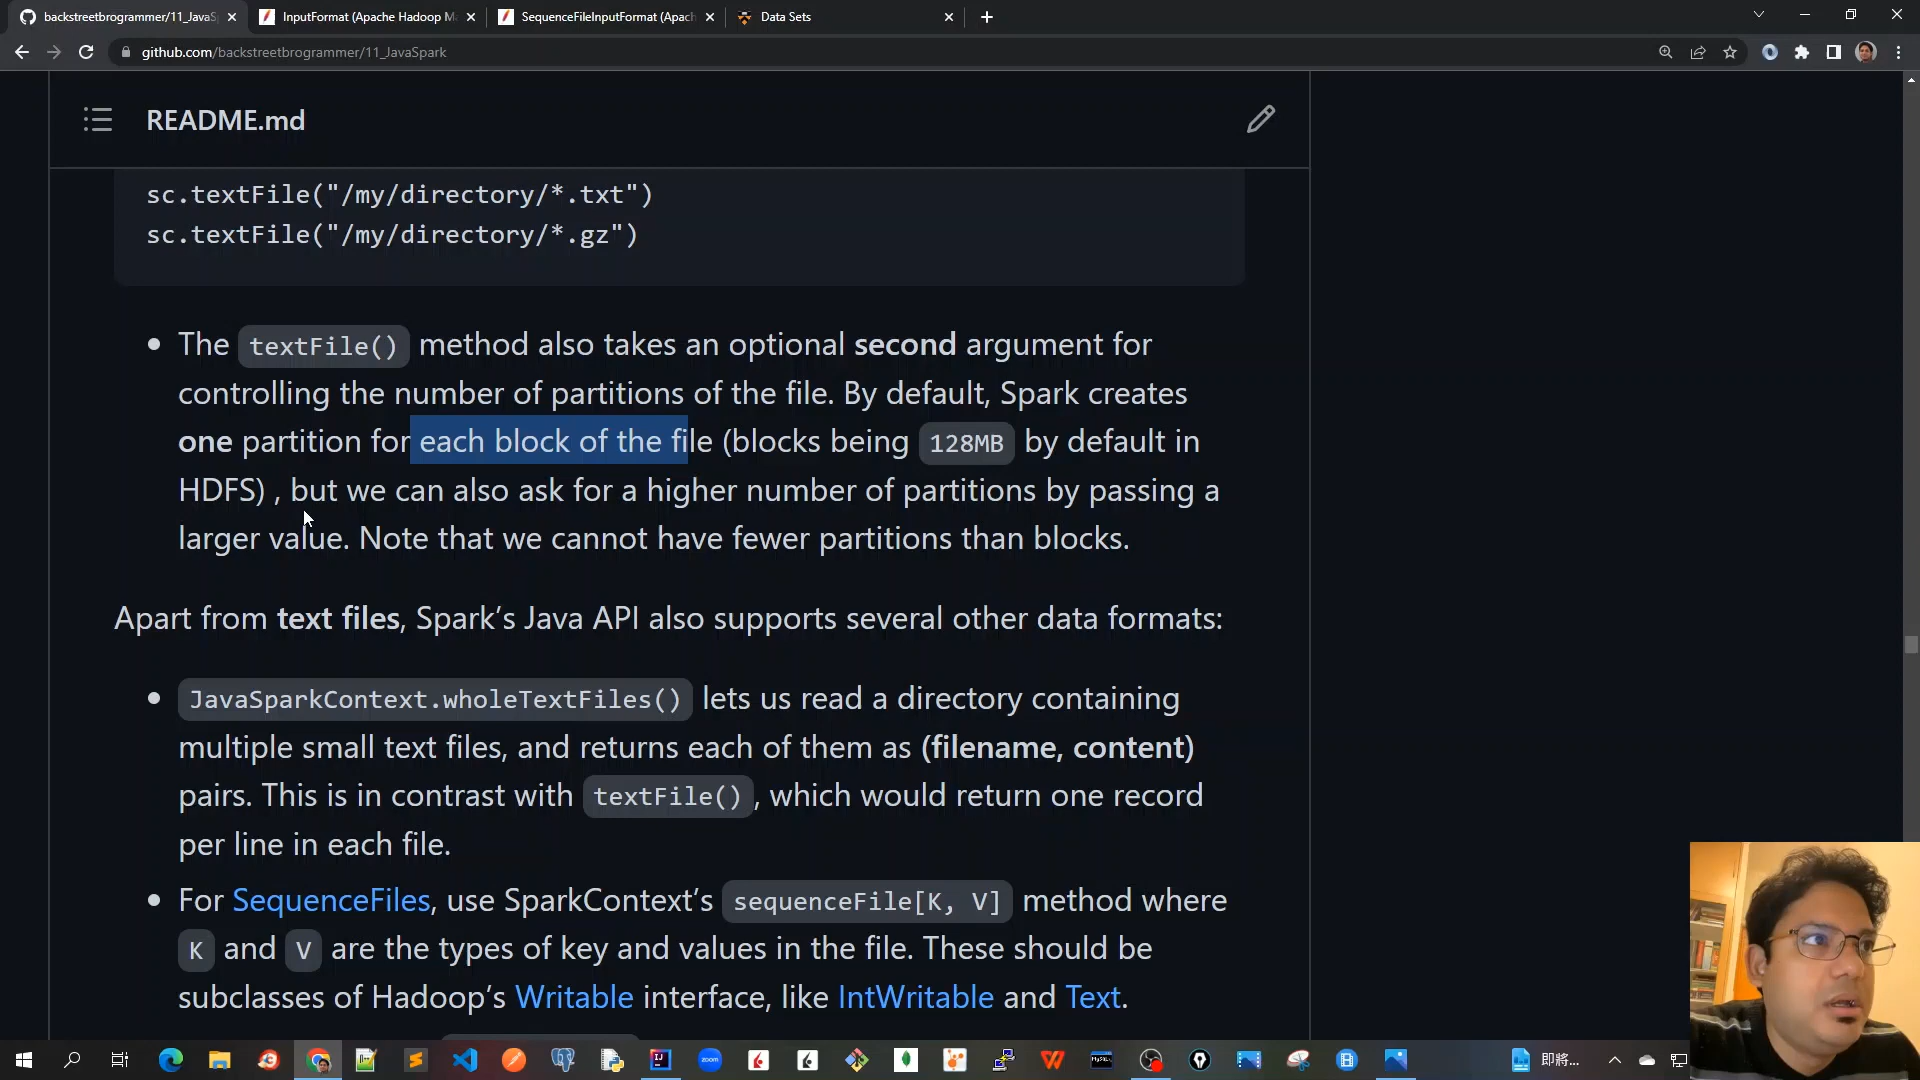 backstreetbrogrammer/11_JavaS
InputFormat (Apache Hadoop M
SequenceFileInputFormat (Apach
Data Sets
github.com/backstreetbrogrammer/11_JavaSpark
README.md
sc.textFile("/my/directory/*.txt")
sc.textFile("/my/directory/*.gz")
• The textFile() method also takes an optional second argument for
controlling the number of partitions of the file. By default, Spark creates
one partition for each block of the file (blocks being 128MB by default in
HDFS) , but we can also ask for a higher number of partitions by passing a
larger value. Note that we cannot have fewer partitions than blocks.
Apart from text files, Spark’s Java API also supports several other data formats:
• JavaSparkContext.wholeTextFiles() lets us read a directory containing
multiple small text files, and returns each of them as (filename, content)
pairs. This is in contrast with textFile(), which would return one record
per line in each file.
• For SequenceFiles, use SparkContext’s sequenceFile[K, V] method where
K and V are the types of key and values in the file. These should be
subclasses of Hadoop’s Writable interface, like IntWritable and Text.
zoom
即將...